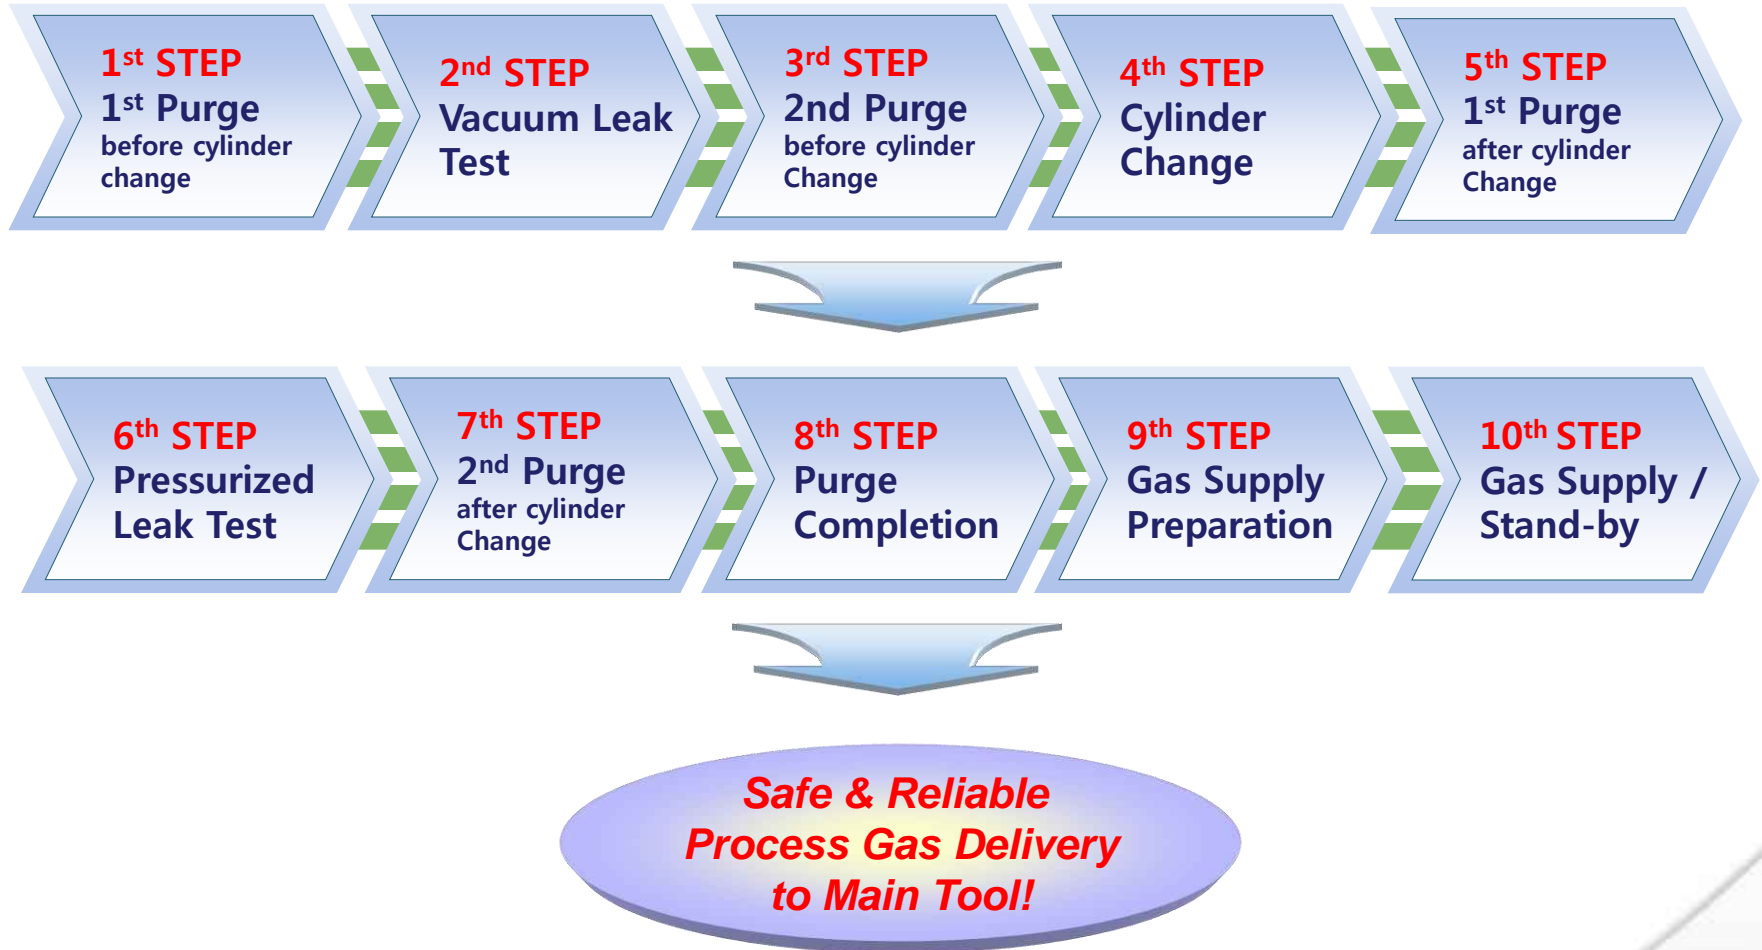 1st STEP
1st Purge
before cylinder
change
2nd STEP
Vacuum Leak
Test
3rd STEP
2nd Purge
before cylinder
Change
4th STEP
Cylinder
Change
5th STEP
1st Purge
after cylinder
Change
6th STEP
Pressurized
Leak Test
7th STEP
2nd Purge
after cylinder
Change
8th STEP
Purge
Completion
9th STEP
Gas Supply
Preparation
10th STEP
Gas Supply /
Stand-by
Safe & Reliable
Process Gas Delivery
to Main Tool!